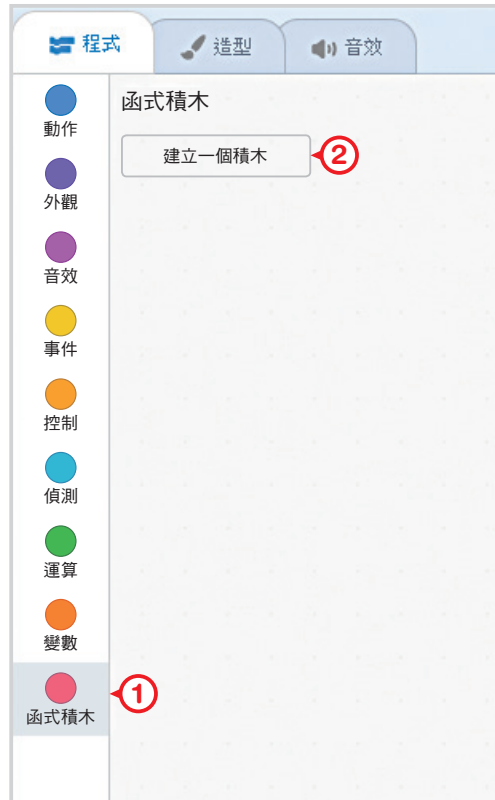 程式
造型
音效
動作
外觀
音效
事件
控制
偵測
運算
變數
函式積木
函式積木
建立一個積木
②
①